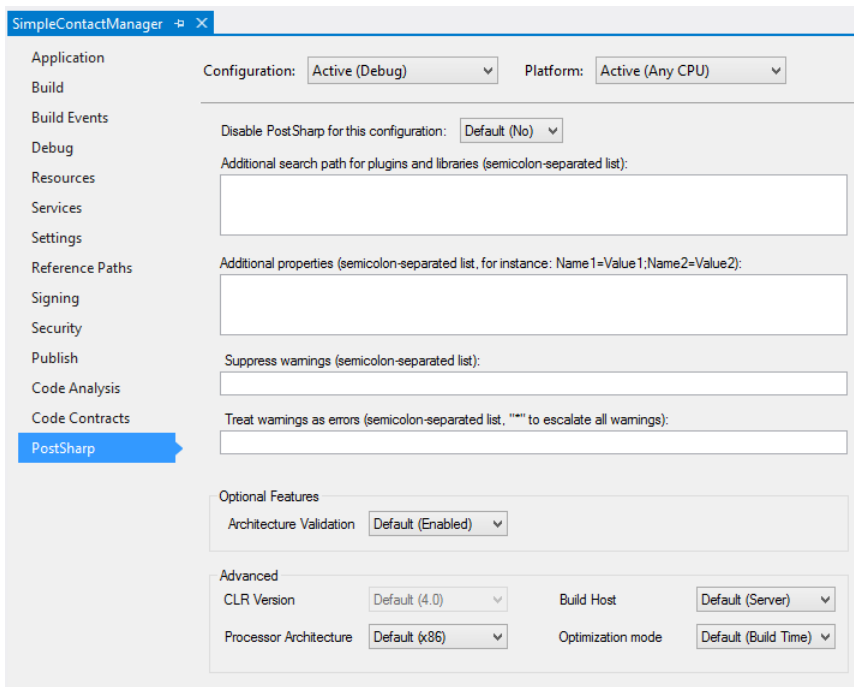 SimpleContactManager
Application
Build
Build Events
Debug
Resources
Services
Settings
Reference Paths
Signing
Security
Publish
Code Analysis
Code Contracts
PostSharp
Configuration: Active (Debug) Platform: Active (Any CPU)
Disable PostSharp for this configuration: Default (No)
Additional search path for plugins and libraries (semicolon-separated list):
Additional properties (semicolon-separated list, for instance: Name1=Value1;Name2=Value2):
Suppress warnings (semicolon-separated list):
Treat warnings as errors (semicolon-separated list, "*" to escalate all warnings):
Optional Features
Architecture Validation Default (Enabled)
Advanced
CLR Version Default (4.0) Build Host Default (Server)
Processor Architecture Default (x86) Optimization mode Default (Build Time)